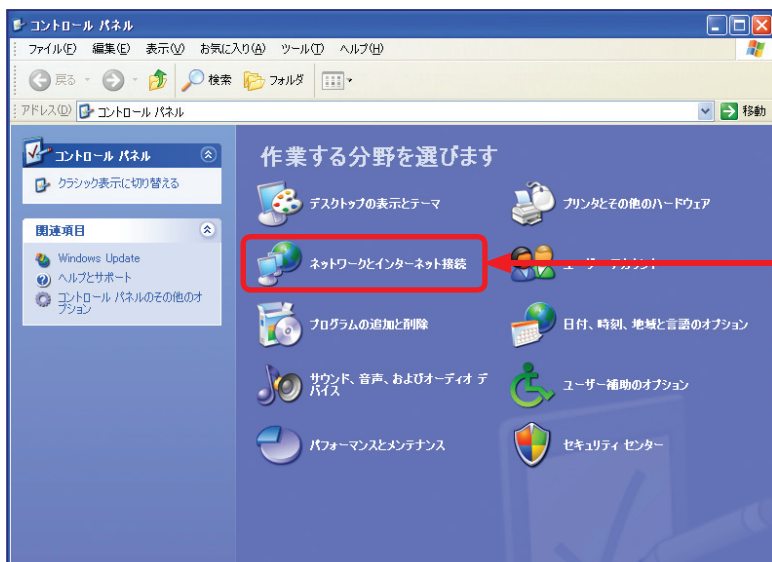 コントロール パネル
ファイル(F) 編集(E) 表示(V) お気に入り(A) ツール(T) ヘルプ(H)
戻る 検索 フォルダ
アドレス(D) コントロール パネル 移動
コントロール パネル
クラシック表示に切り替える
関連項目
Windows Update
ヘルプとサポート
コントロール パネルのその他のオ
プション
作業する分野を選びます
デスクトップの表示とテーマ
プリンタとその他のハードウェア
ネットワークとインターネット接続
ユーザー アカウント
プログラムの追加と削除
日付、時刻、地域と言語のオプション
サウンド、音声、およびオーディオ デ
バイス
ユーザー補助のオプション
パフォーマンスとメンテナンス
セキュリティ センター